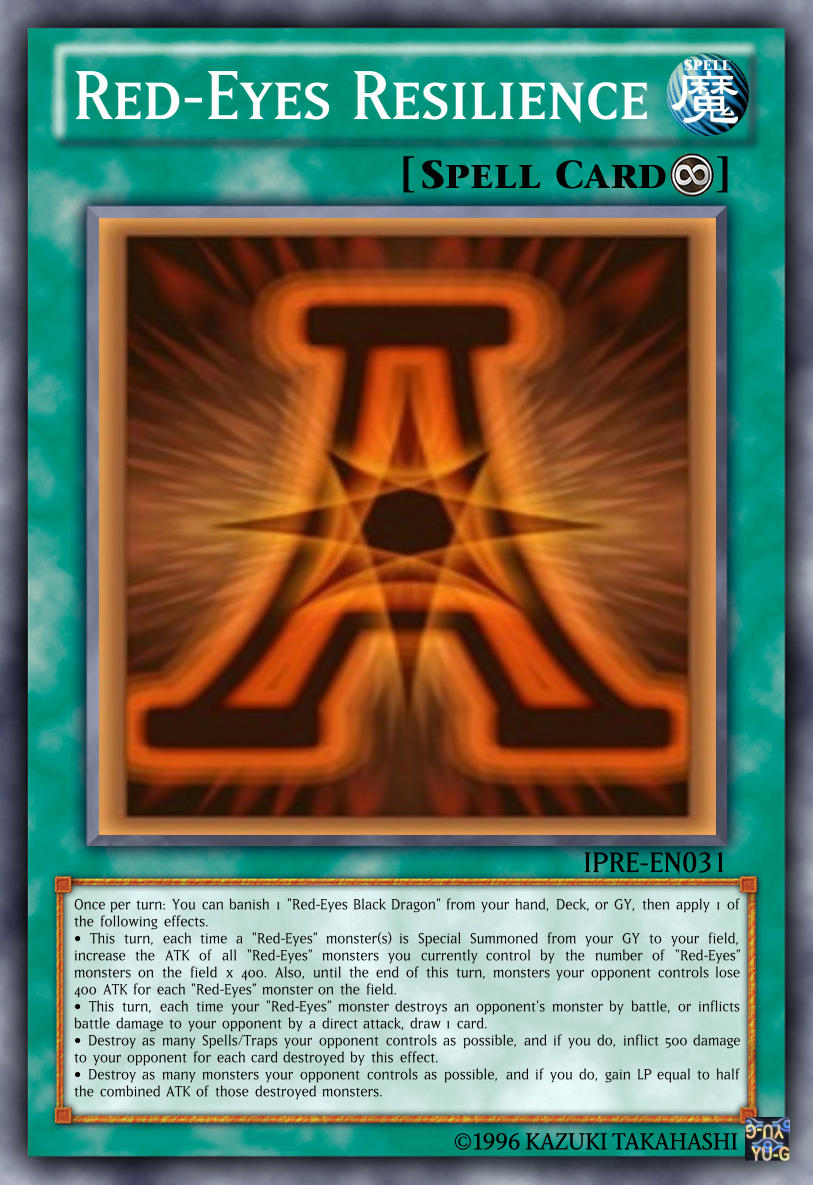 Red-Eyes Resilience
SPELL
魔
[Spell Card∞]
A
IPRE-EN031
Once per turn: You can banish 1 "Red-Eyes Black Dragon" from your hand, Deck, or GY, then apply 1 of
the following effects.
• This turn, each time a "Red-Eyes" monster(s) is Special Summoned from your GY to your field,
increase the ATK of all "Red-Eyes" monsters you currently control by the number of "Red-Eyes"
monsters on the field x 400. Also, until the end of this turn, monsters your opponent controls lose
400 ATK for each "Red-Eyes" monster on the field.
• This turn, each time your "Red-Eyes" monster destroys an opponent's monster by battle, or inflicts
battle damage to your opponent by a direct attack, draw 1 card.
• Destroy as many Spells/Traps your opponent controls as possible, and if you do, inflict 500 damage
to your opponent for each card destroyed by this effect.
• Destroy as many monsters your opponent controls as possible, and if you do, gain LP equal to half
the combined ATK of those destroyed monsters.
©1996 KAZUKI TAKAHASHI
YU-G